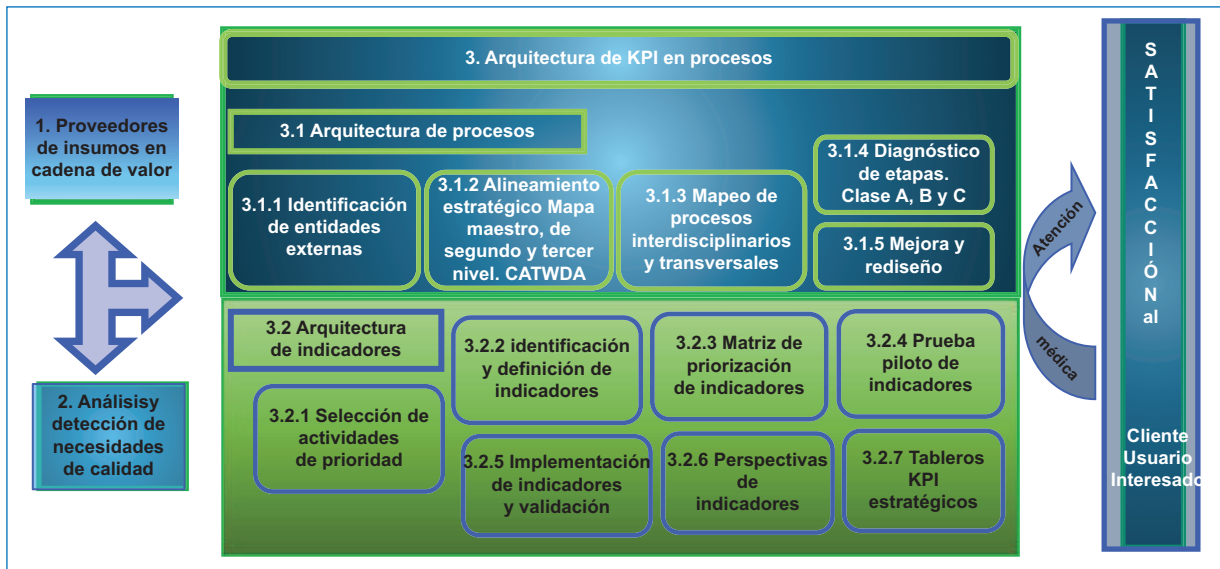 3. Arquitectura de KPI en procesos
1. Proveedores
de insumos en
cadena de valor
2. Análisisy
detección de
necesidades
de calidad
3.1 Arquitectura de procesos
3.1.1 Identificación
de entidades
externas
3.1.2 Alineamiento
estratégico Mapa
maestro, de
segundo y tercer
nivel. CATWDA
3.1.3 Mapeo de
procesos
interdisciplinarios
y transversales
3.1.4 Diagnóstico
de etapas.
Clase A, B y C
3.1.5 Mejora y
rediseño
3.2 Arquitectura
de indicadores
3.2.1 Selección de
actividades
de prioridad
3.2.2 identificación
y definición de
indicadores
3.2.3 Matriz de
priorización
de indicadores
3.2.4 Prueba
piloto de
indicadores
3.2.5 Implementación
de indicadores
y validación
3.2.6 Perspectivas
de
indicadores
3.2.7 Tableros
KPI
estratégicos
Atención
médica
S
A
T
I
S
F
A
C
C
I
Ó
N
al
Cliente
Usuario
Interesado